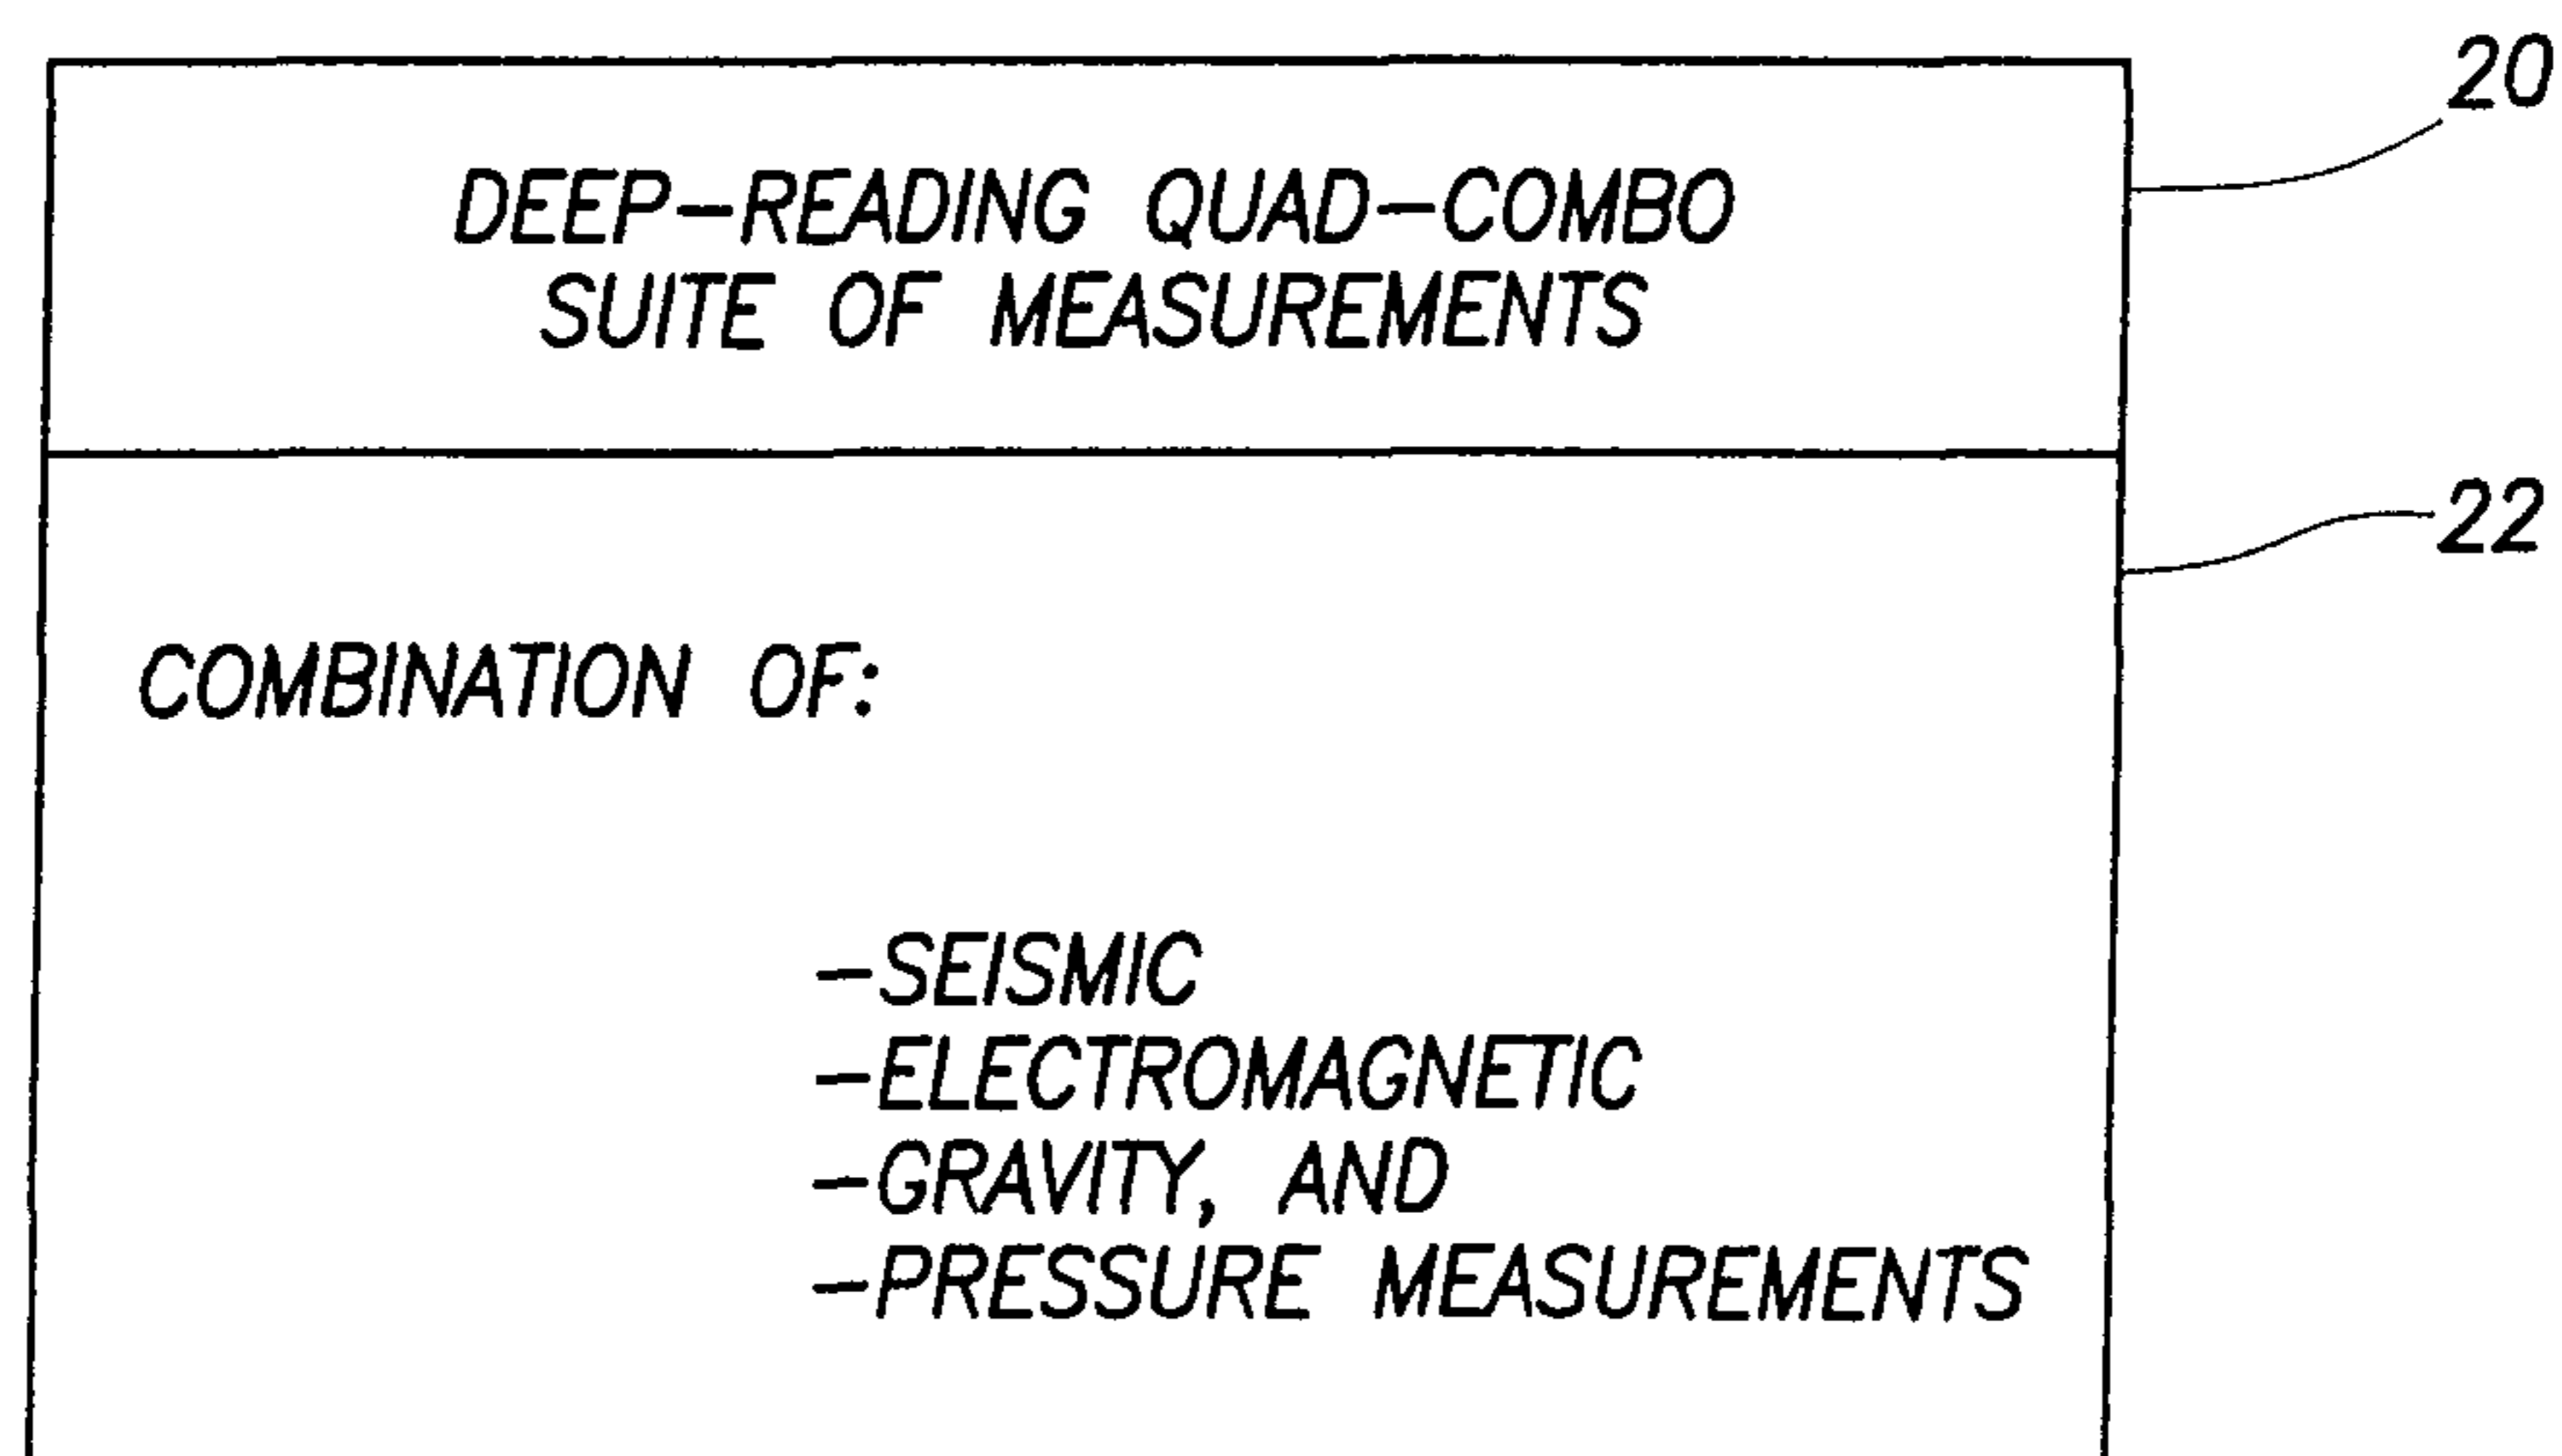 20
DEEP-READING QUAD-COMBO
SUITE OF MEASUREMENTS
22
COMBINATION OF:
-SEISMIC
-ELECTROMAGNETIC
-GRAVITY, AND
-PRESSURE MEASUREMENTS